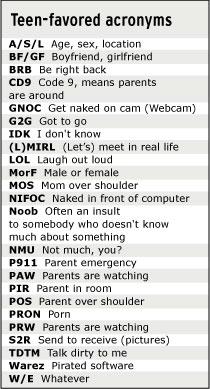 Teen-favored acronyms
A/S/L Age, sex, location
BF/GF Boyfriend, girlfriend
BRB Be right back
CD9 Code 9, means parents
are around
GNOC Get naked on cam (Webcam)
G2G Got to go
IDK I don't know
(L)MIRL (Let's) meet in real life
LOL Laugh out loud
MorF Male or female
MOS Mom over shoulder
NIFOC Naked in front of computer
Noob Often an insult
to somebody who doesn't know
much about something
NMU Not much, you?
P911 Parent emergency
PAW Parents are watching
PIR Parent in room
POS Parent over shoulder
PRON Porn
PRW Parents are watching
S2R Send to receive (pictures)
TDTM Talk dirty to me
Warez Pirated software
W/E Whatever